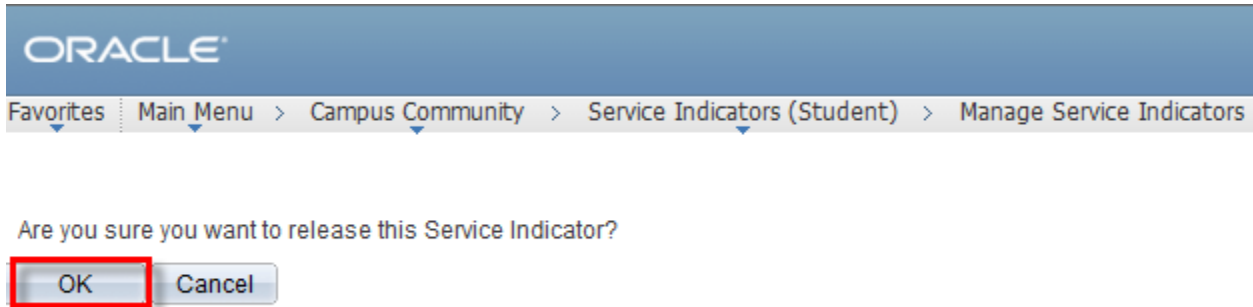 ORACLE
Favorites Main Menu > Campus Community > Service Indicators (Student) > Manage Service Indicators
Are you sure you want to release this Service Indicator?
OK Cancel